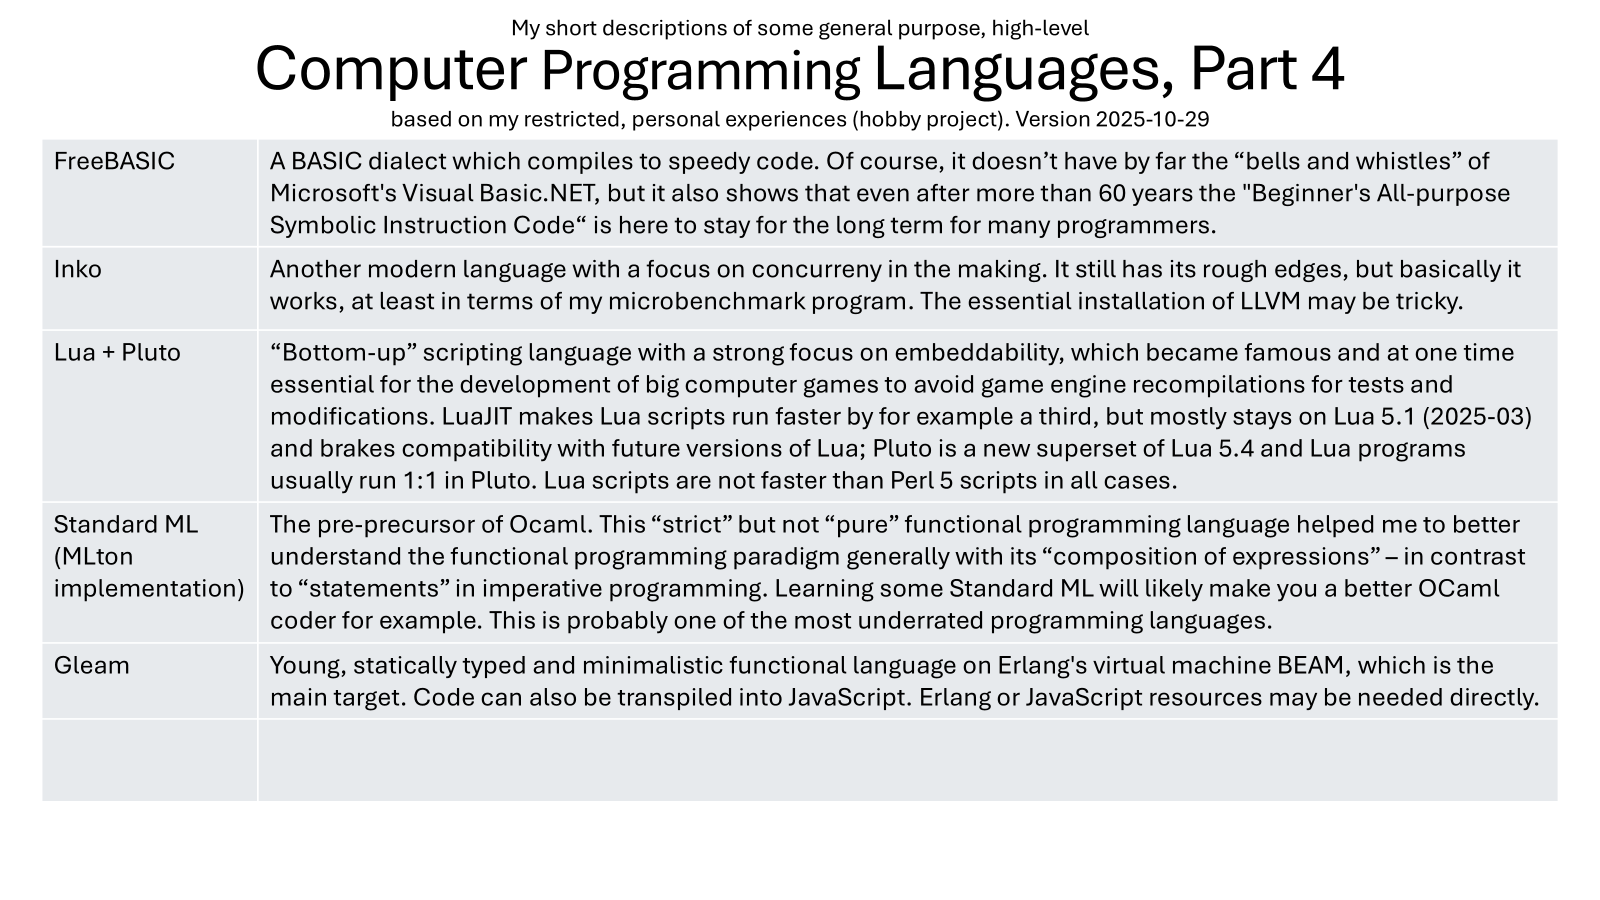 My short descriptions of some general purpose, high-level
Computer Programming Languages, Part 4
based on my restricted, personal experiences (hobby project). Version 2025-10-29
FreeBASIC
A BASIC dialect which compiles to speedy code. Of course, it doesn’t have by far the “bells and whistles” of
Microsoft's Visual Basic.NET, but it also shows that even after more than 60 years the "Beginner's All-purpose
Symbolic Instruction Code“ is here to stay for the long term for many programmers.
Inko
Another modern language with a focus on concurreny in the making. It still has its rough edges, but basically it
works, at least in terms of my microbenchmark program. The essential installation of LLVM may be tricky.
Lua + Pluto
“Bottom-up” scripting language with a strong focus on embeddability, which became famous and at one time
essential for the development of big computer games to avoid game engine recompilations for tests and
modifications. LuaJIT makes Lua scripts run faster by for example a third, but mostly stays on Lua 5.1 (2025-03)
and brakes compatibility with future versions of Lua; Pluto is a new superset of Lua 5.4 and Lua programs
usually run 1:1 in Pluto. Lua scripts are not faster than Perl 5 scripts in all cases.
Standard ML
(MLton
implementation)
The pre-precursor of Ocaml. This “strict” but not “pure” functional programming language helped me to better
understand the functional programming paradigm generally with its “composition of expressions” – in contrast
to “statements” in imperative programming. Learning some Standard ML will likely make you a better OCaml
coder for example. This is probably one of the most underrated programming languages.
Gleam
Young, statically typed and minimalistic functional language on Erlang's virtual machine BEAM, which is the
main target. Code can also be transpiled into JavaScript. Erlang or JavaScript resources may be needed directly.